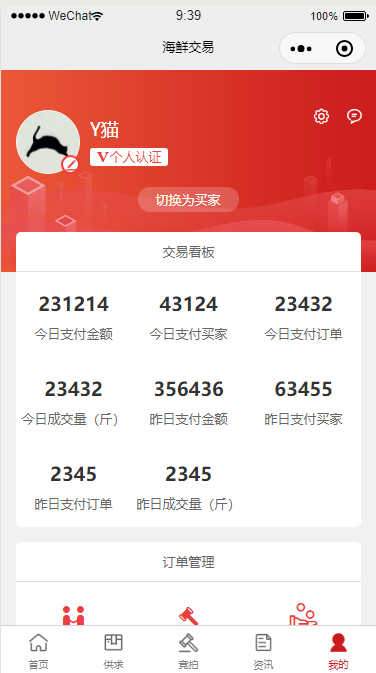 ●●●●● WeChat 9:39 100%
海鲜交易
Y猫
V个人认证
切换为买家
交易看板
231214 43124 23432
今日支付金额 今日支付买家 今日支付订单
23432 356436 63455
今日成交量（斤） 昨日支付金额 昨日支付买家
2345 2345
昨日支付订单 昨日成交量（斤）
订单管理
首页 供求 竞拍 资讯 我的